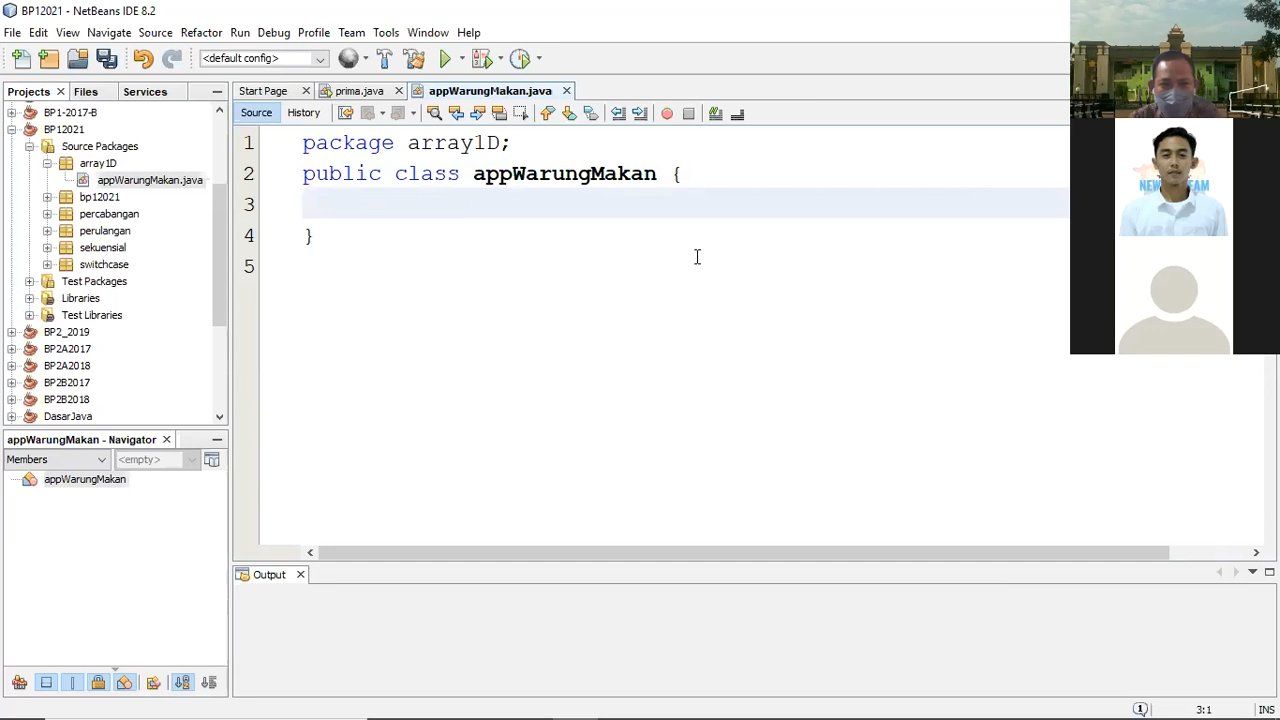 BP12021 - NetBeans IDE 8.2
File Edit View Navigate Source Refactor Run Debug Profile Team Tools Window Help
<default config>
Projects Files Services
Start Page prima.java appWarungMakan.java
Source History
BP1-2017-B
BP12021
Source Packages
array1D
appWarungMakan.java
bp12021
percabangan
perulangan
sekuensial
switchcase
Test Packages
Libraries
Test Libraries
BP2_2019
BP2A2017
BP2A2018
BP2B2017
BP2B2018
DasarJava
1 package array1D;
2 public class appWarungMakan {
3
4 }
5
appWarungMakan - Navigator
Members <empty>
appWarungMakan
Output
3:1 INS